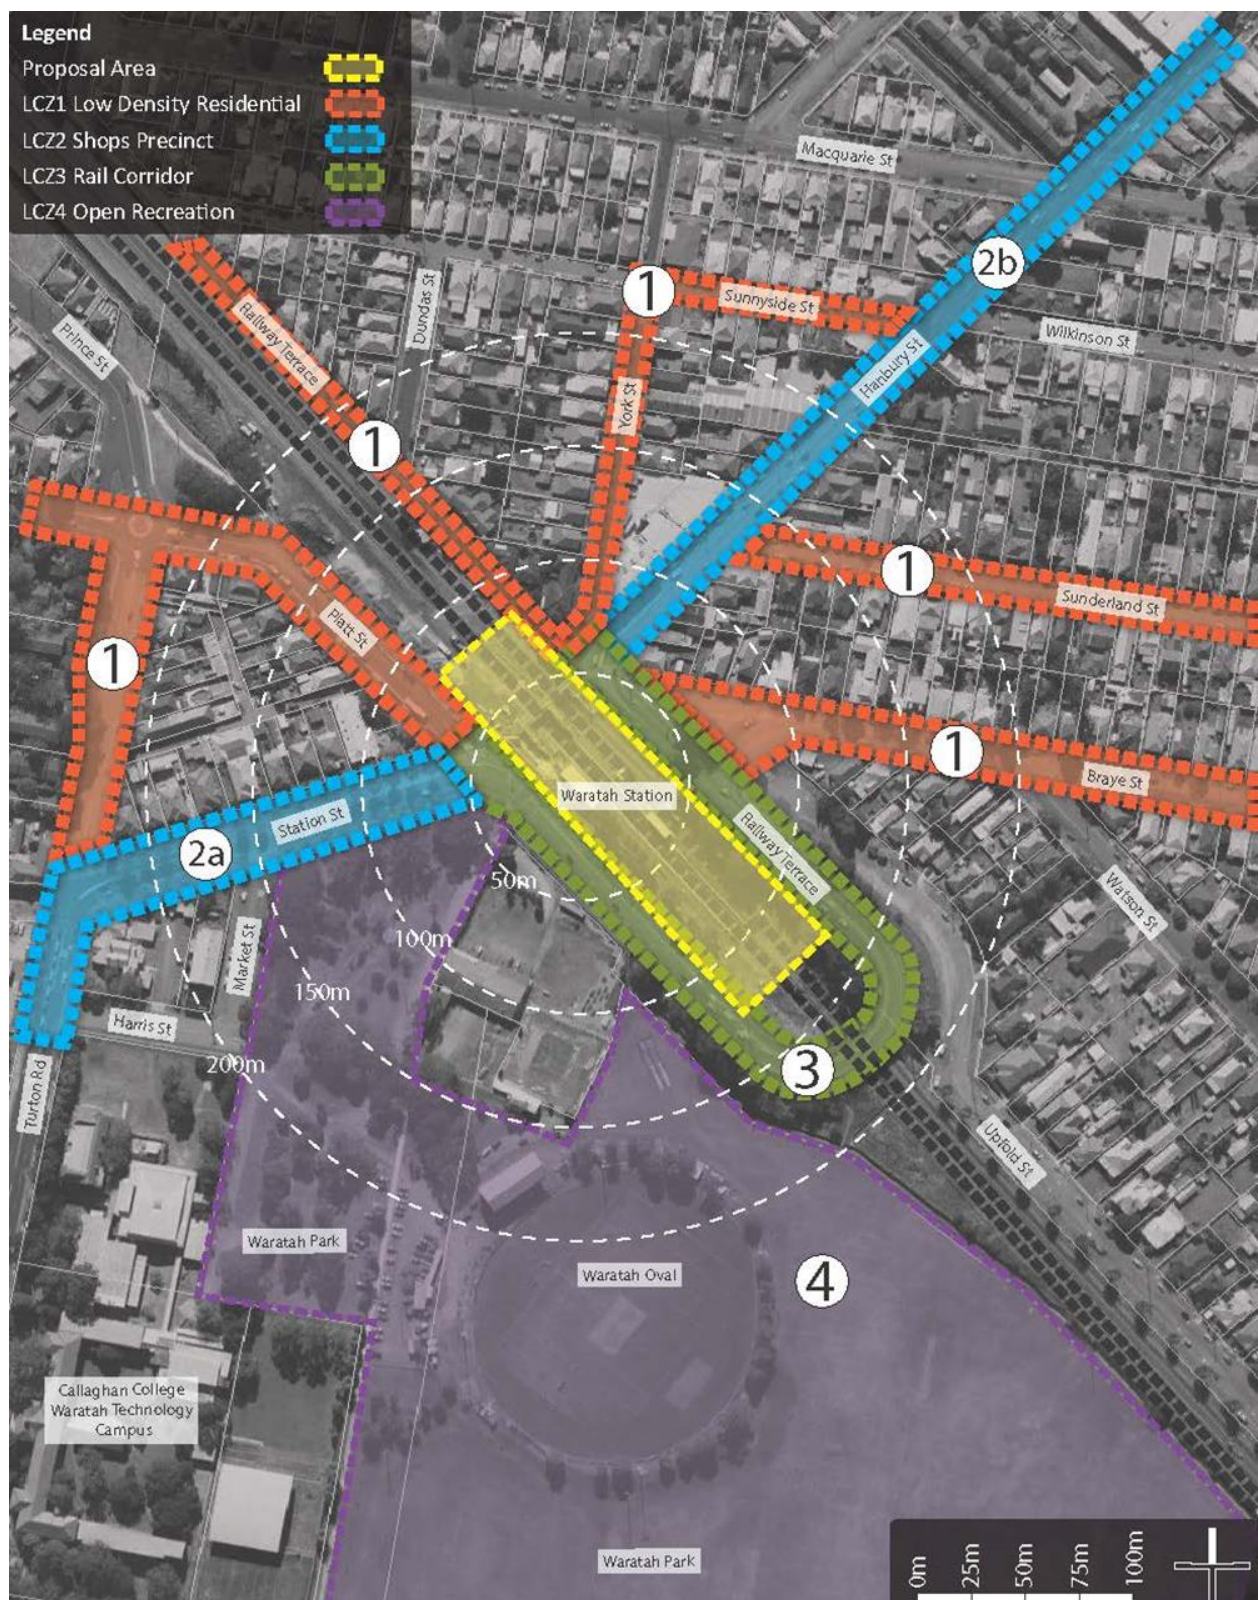 Legend
Proposal Area
LCZ1 Low Density Residential
LCZ2 Shops Precinct
LCZ3 Rail Corridor
LCZ4 Open Recreation
Macquarie St
2b
1
Sunnyside St
Dundas St
Railway Terrace
Prince St
Wilkinson St
Hanbury St
York St
1
1
Sunderland St
Platt St
1
1
Braye St
Waratah Station
Station St
2a
Railway Terrace
50m
Watson St
100m
Market St
150m
Harris St
200m
3
Turton Rd
Upfold St
Waratah Park
Waratah Oval
4
Callaghan College
Waratah Technology
Campus
Waratah Park
0m
25m
50m
75m
100m